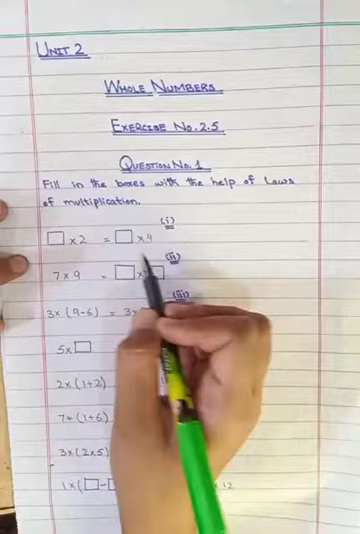 UNIT 2
WHOLE NUMBERS
EXERCISE NO. 2.5
QUESTION NO. 1
Fill in the boxes with the help of laws
of multiplication.
(i)
□ × 2 = □ × 4
(ii)
7 × 9 = □ × □
(iii)
3 × (9-6) = 3×
5 × □
2 × (1+2)
7 + (1+6)
3 × (2×5)
1 × (□ - □ × 12